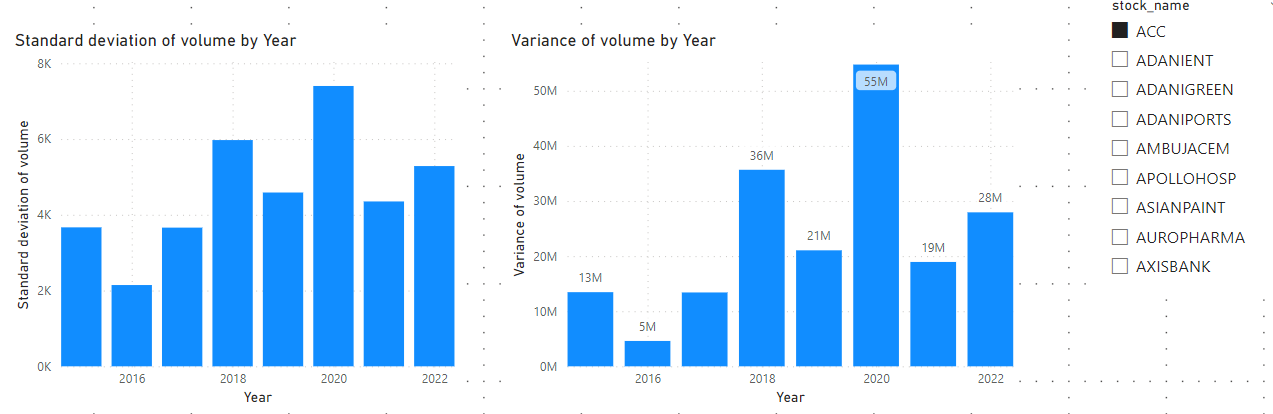 Standard deviation of volume by Year
8K
6K
4K
2K
0K
Standard deviation of volume
2016
2018
2020
2022
Year
Variance of volume by Year
50M
40M
30M
20M
10M
0M
Variance of volume
13M
5M
36M
21M
55M
19M
28M
2016
2018
2020
2022
Year
stock_name
ACC
ADANIENT
ADANIGREEN
ADANIPORTS
AMBUJACEM
APOLLOHOSP
ASIANPAINT
AUROPHARMA
AXISBANK